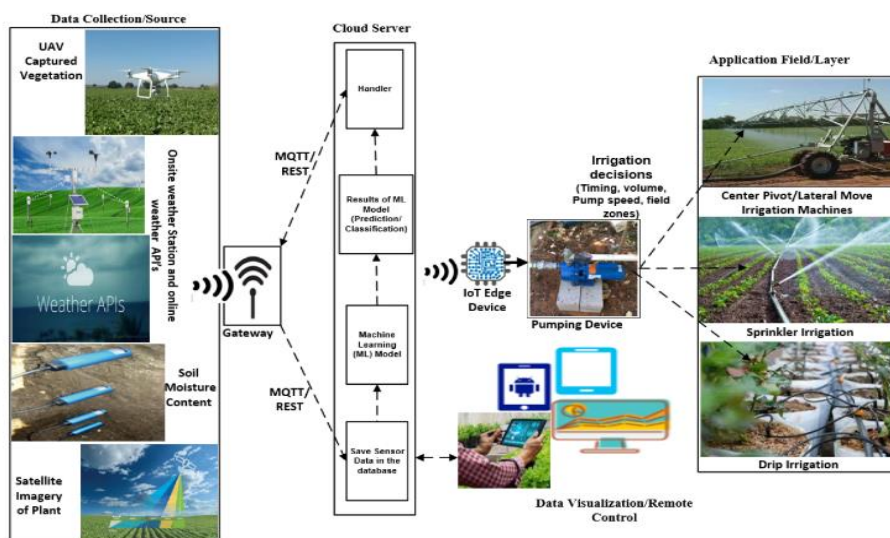 Data Collection/Source
UAV
Captured
Vegetation
Onsite weather Station and online
weather API's
Weather APIs
Soil
Moisture
Content
Satellite
Imagery
of Plant
MQTT/
REST
Gateway
MQTT/
REST
Cloud Server
Handler
Results of ML
Model
(Prediction/
Classification)
Machine
Learning
(ML) Model
Save Sensor
Data in the
database
IoT Edge
Device
Irrigation
decisions
(Timing, volume,
Pump speed, field
zones)
Pumping Device
Data Visualization/Remote
Control
Application Field/Layer
Center Pivot/Lateral Move
Irrigation Machines
Sprinkler Irrigation
Drip Irrigation